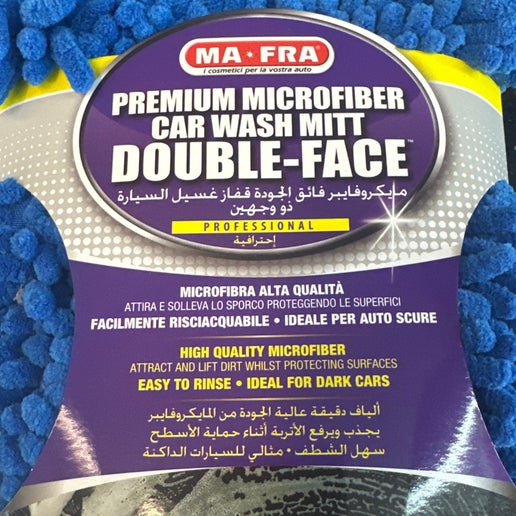 MA★FRA
i cosmetici per la vostra auto
PREMIUM MICROFIBER
CAR WASH MITT
DOUBLE-FACE™
مايكروفايبر فائق الجودة قفاز غسيل السيارة
ذو وجهين
PROFESSIONAL
إحترافية
MICROFIBRA ALTA QUALITÀ
ATTIRA E SOLLEVA LO SPORCO PROTEGGENDO LE SUPERFICI
FACILMENTE RISCIACQUABILE • IDEALE PER AUTO SCURE
HIGH QUALITY MICROFIBER
ATTRACT AND LIFT DIRT WHILST PROTECTING SURFACES
EASY TO RINSE • IDEAL FOR DARK CARS
ألياف دقيقة عالية الجودة من المايكروفايبر
يجذب ويرفع الأتربة أثناء حماية الأسطح
سهل الشطف • مثالي للسيارات الداكنة